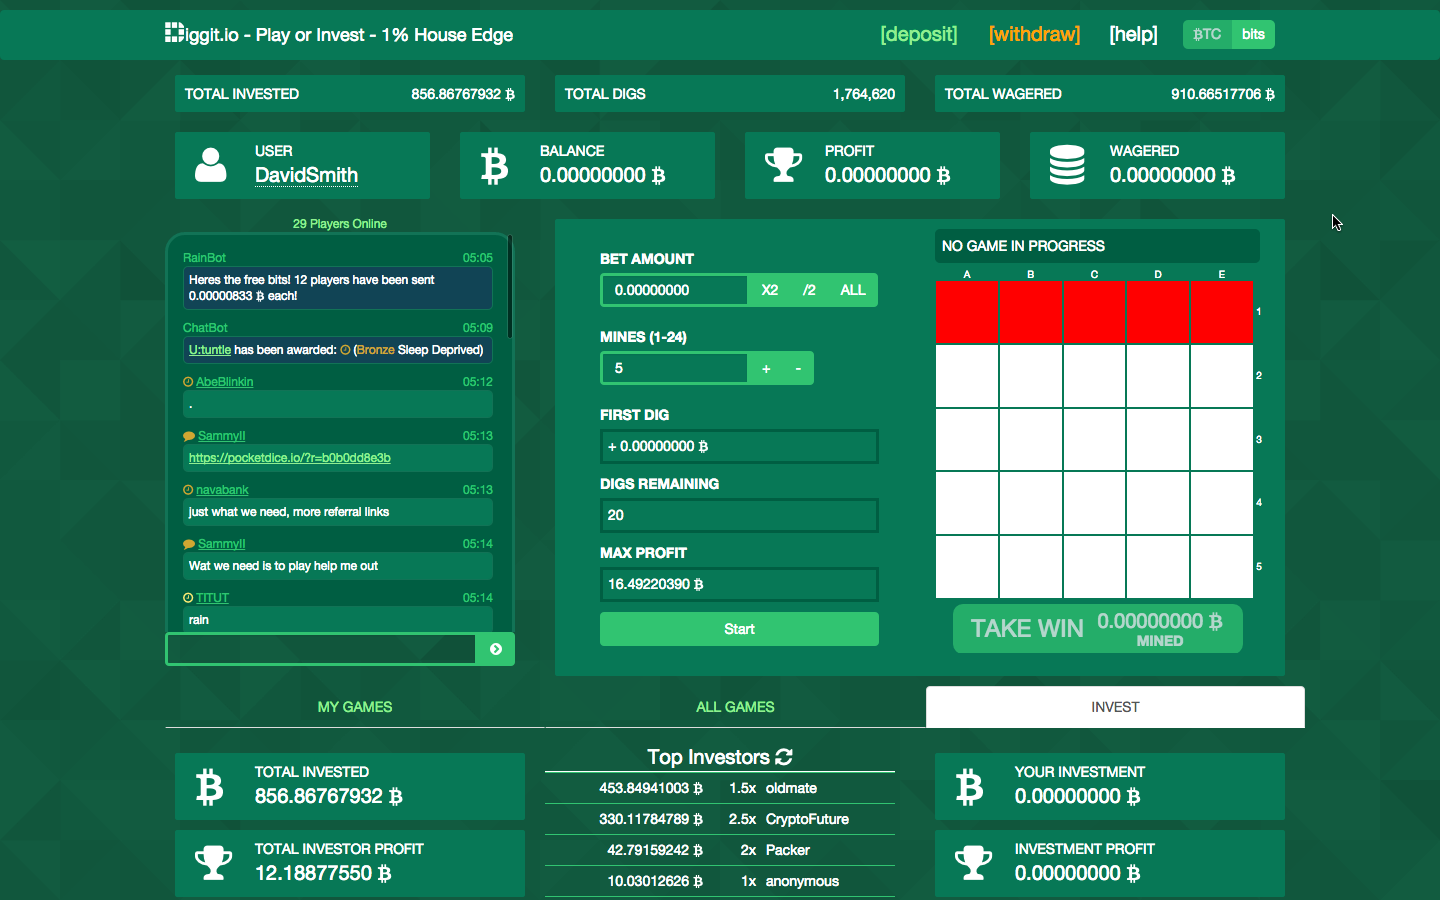 Diggit.io - Play or Invest - 1% House Edge
[deposit] [withdraw] [help] ₿TC bits
TOTAL INVESTED 856.86767932 ₿
TOTAL DIGS 1,764,620
TOTAL WAGERED 910.66517706 ₿
USER
DavidSmith
BALANCE
0.00000000 ₿
PROFIT
0.00000000 ₿
WAGERED
0.00000000 ₿
29 Players Online
RainBot 05:05
Heres the free bits! 12 players have been sent
0.00000833 ₿ each!
ChatBot 05:09
U:tuntle has been awarded: (Bronze Sleep Deprived)
AbeBlinkin 05:12
.
SammyII 05:13
https://pocketdice.io/?r=b0b0dd8e3b
navabank 05:13
just what we need, more referral links
SammyII 05:14
Wat we need is to play help me out
TITUT 05:14
rain
BET AMOUNT
0.00000000 X2 /2 ALL
MINES (1-24)
5 + -
FIRST DIG
+ 0.00000000 ₿
DIGS REMAINING
20
MAX PROFIT
16.49220390 ₿
Start
NO GAME IN PROGRESS
A B C D E
1
2
3
4
5
TAKE WIN 0.00000000 ₿
MINED
MY GAMES ALL GAMES INVEST
TOTAL INVESTED
856.86767932 ₿
TOTAL INVESTOR PROFIT
12.18877550 ₿
Top Investors
453.84941003 ₿ 1.5x oldmate
330.11784789 ₿ 2.5x CryptoFuture
42.79159242 ₿ 2x Packer
10.03012626 ₿ 1x anonymous
YOUR INVESTMENT
0.00000000 ₿
INVESTMENT PROFIT
0.00000000 ₿